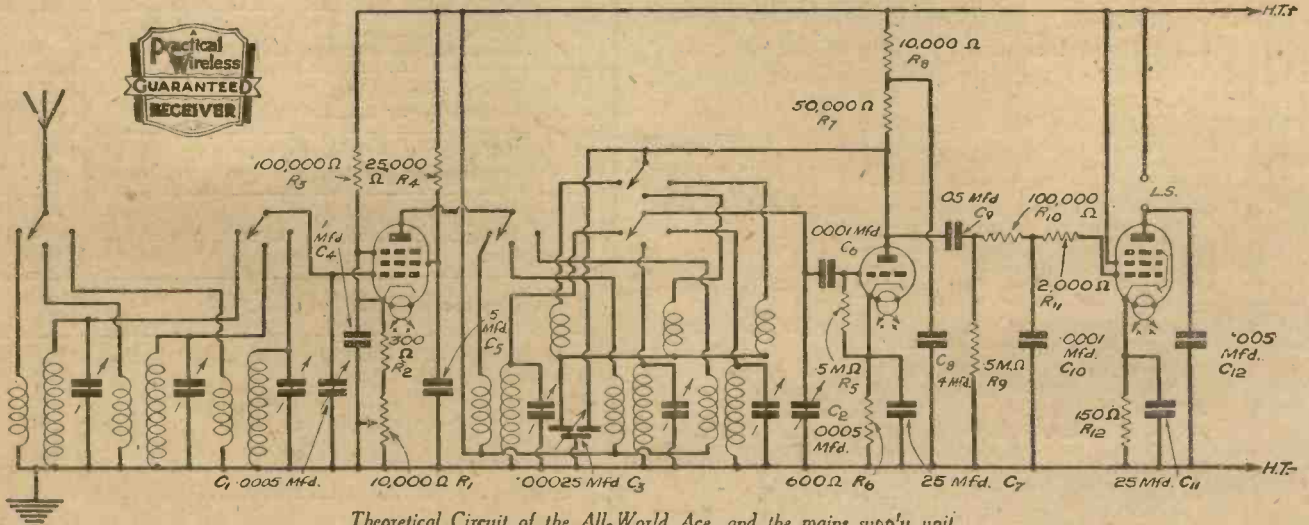 A
Practical
Wireless
GUARANTEED
RECEIVER
H.T.+
10,000 Ω
R8
50,000 Ω
R7
100,000 Ω
R3
25,000
Ω R4
L.S.
·1
Mfd
C4
·0001 Mfd
C6
·05 Mfd
C9
100,000 Ω
R10
2,000 Ω
R11
300
Ω
R2
·5
Mfd.
C5
·5 MΩ
R5
C8
4 Mfd.
·5 MΩ
R9
·0001
Mfd.
C10
·005
Mfd.
C12
C2
·0005
Mfd.
150 Ω
R12
C1 ·0005 Mfd.
10,000 Ω R1
·00025 Mfd C3
600 Ω R6
25 Mfd. C7
25 Mfd. C11
H.T.-
Theoretical Circuit of the All-World Ace, and the mains supply unit.